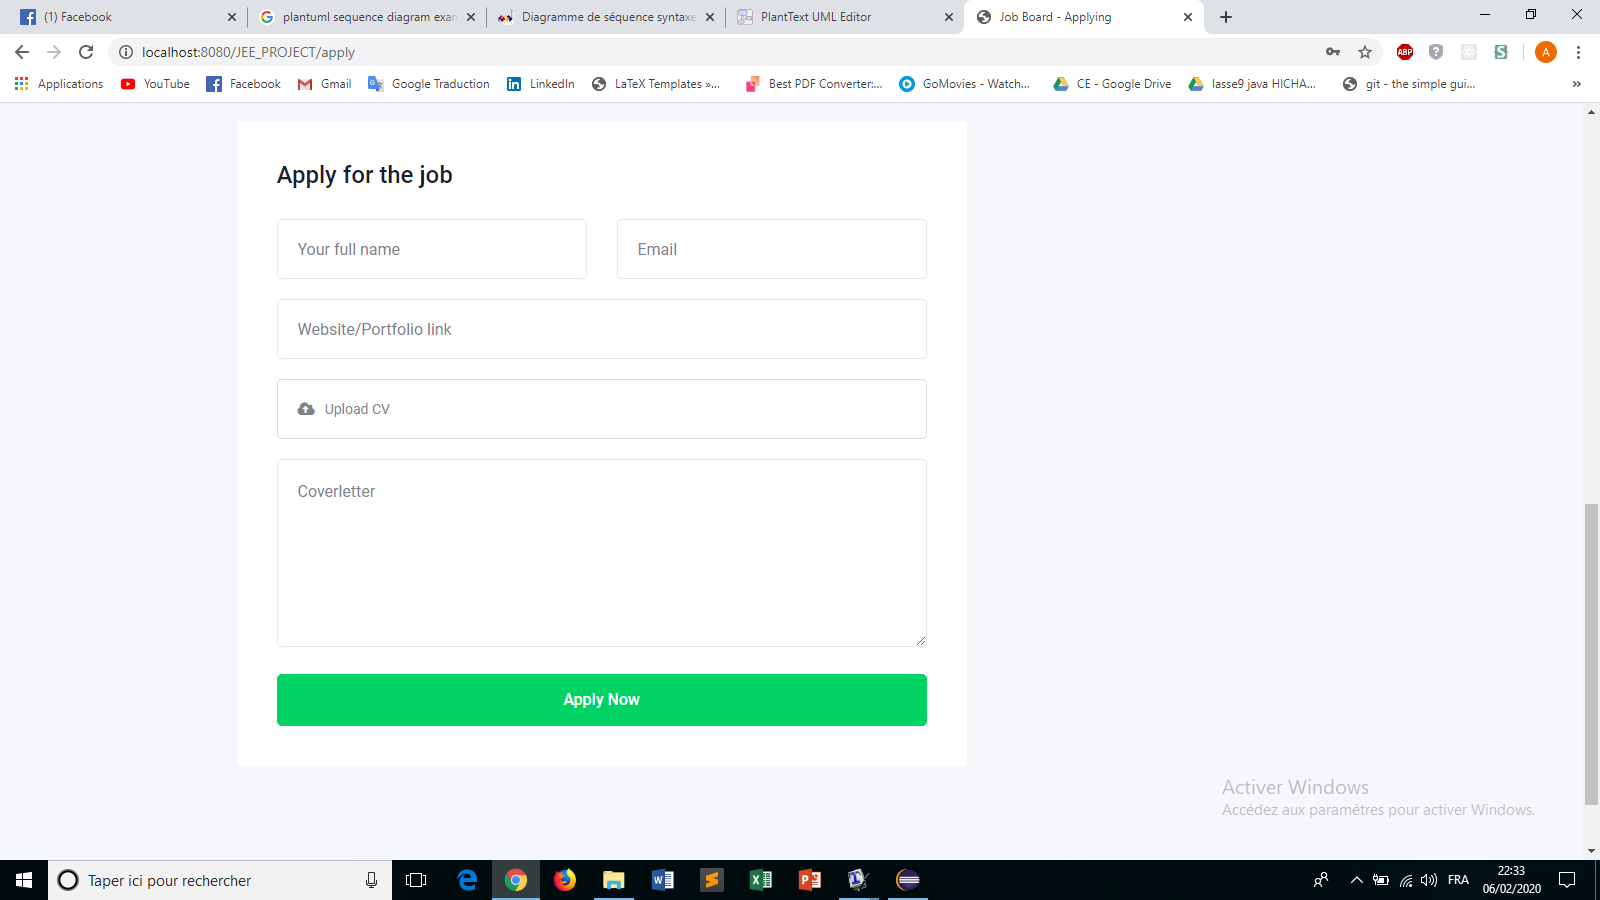 (1) Facebook
plantuml sequence diagram exam
Diagramme de séquence syntaxe
PlantText UML Editor
Job Board - Applying
localhost:8080/JEE_PROJECT/apply
ABP
A
Applications
YouTube
Facebook
Gmail
Google Traduction
LinkedIn
LaTeX Templates »...
Best PDF Converter:...
GoMovies - Watch...
CE - Google Drive
lasse9 java HICHA...
git - the simple gui...
»
Apply for the job
Your full name
Email
Website/Portfolio link
Upload CV
Coverletter
Apply Now
Activer Windows
Accédez aux paramètres pour activer Windows.
Taper ici pour rechercher
FRA
22:33
06/02/2020